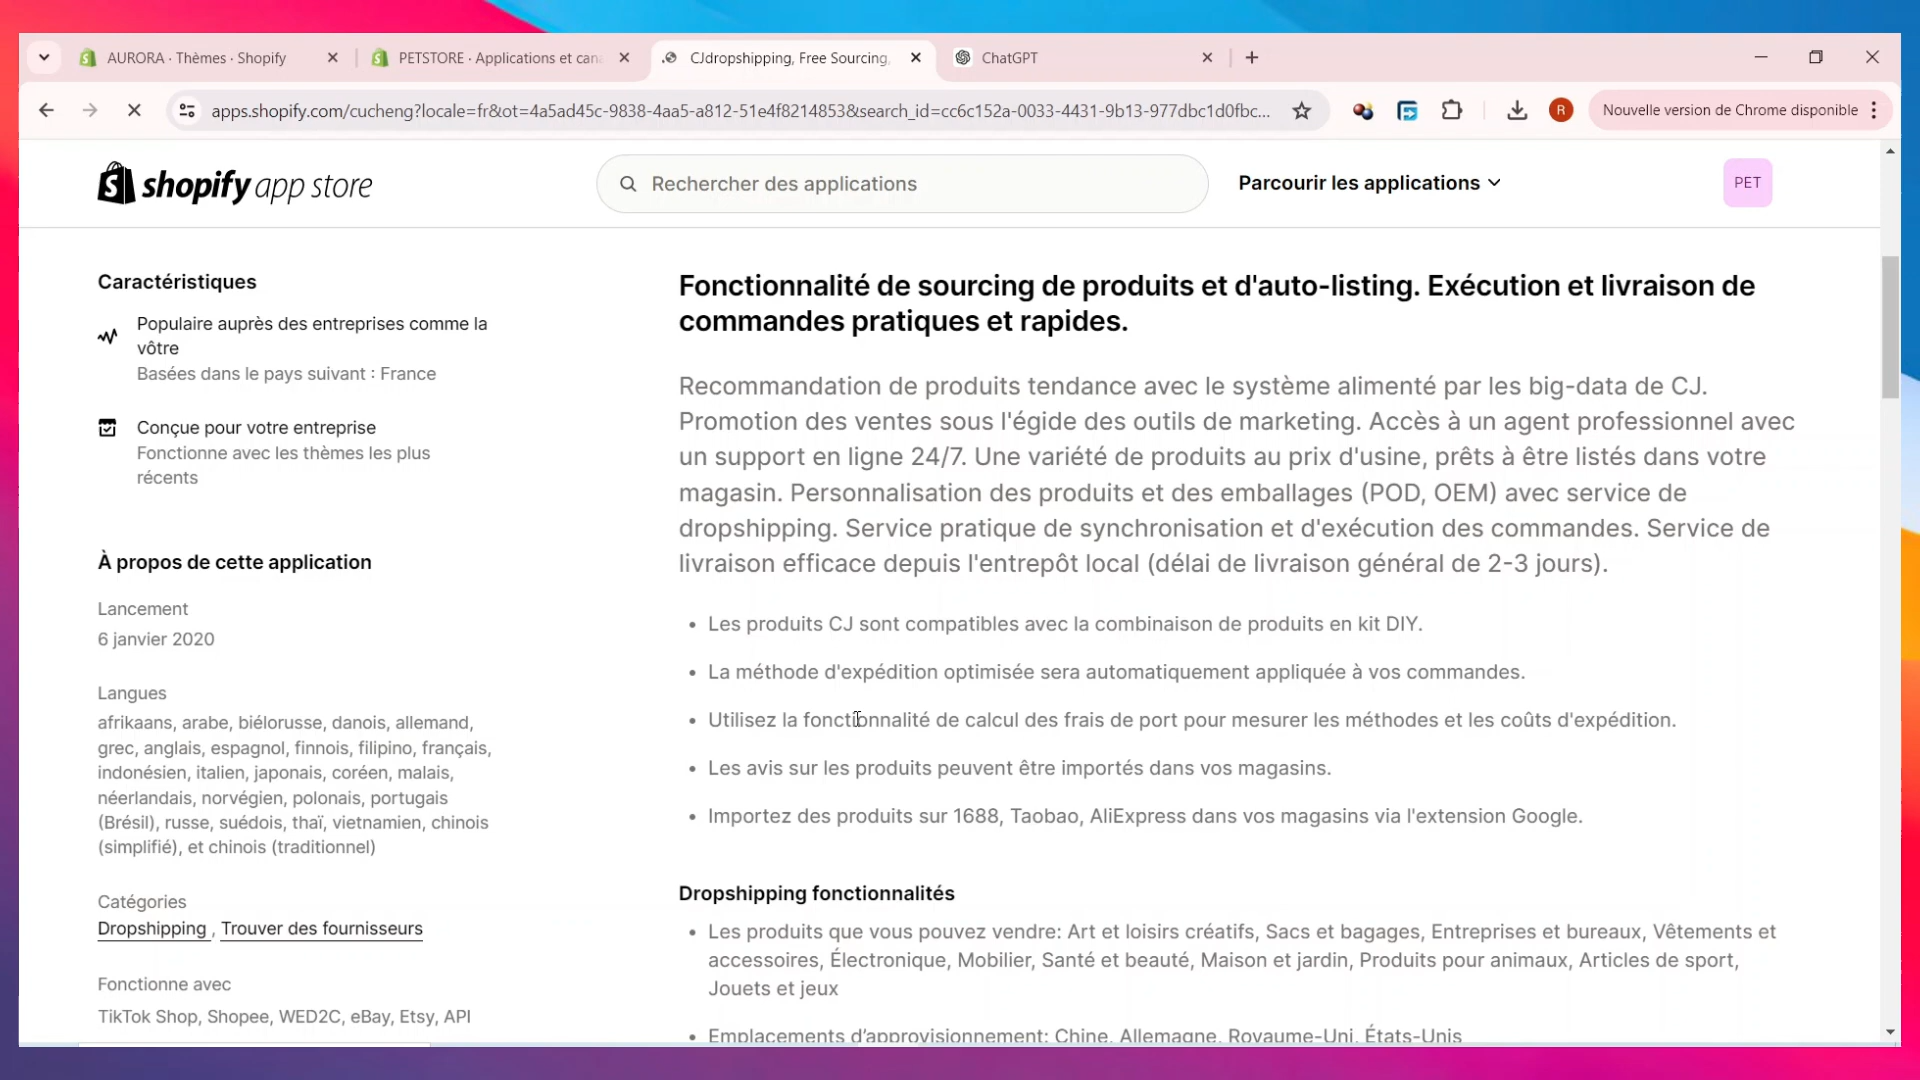 AURORA · Thèmes · Shopify
PETSTORE · Applications et can
CJdropshipping, Free Sourcing,
ChatGPT
apps.shopify.com/cucheng?locale=fr&ot=4a5ad45c-9838-4aa5-a812-51e4f8214853&search_id=cc6c152a-0033-4431-9b13-977dbc1d0fbc...
R
Nouvelle version de Chrome disponible
shopify app store
Rechercher des applications
Parcourir les applications
PET
Caractéristiques
Populaire auprès des entreprises comme la
vôtre
Basées dans le pays suivant : France
Conçue pour votre entreprise
Fonctionne avec les thèmes les plus
récents
À propos de cette application
Lancement
6 janvier 2020
Langues
afrikaans, arabe, biélorusse, danois, allemand,
grec, anglais, espagnol, finnois, filipino, français,
indonésien, italien, japonais, coréen, malais,
néerlandais, norvégien, polonais, portugais
(Brésil), russe, suédois, thaï, vietnamien, chinois
(simplifié), et chinois (traditionnel)
Catégories
Dropshipping , Trouver des fournisseurs
Fonctionne avec
TikTok Shop, Shopee, WED2C, eBay, Etsy, API
Fonctionnalité de sourcing de produits et d'auto-listing. Exécution et livraison de
commandes pratiques et rapides.
Recommandation de produits tendance avec le système alimenté par les big-data de CJ.
Promotion des ventes sous l'égide des outils de marketing. Accès à un agent professionnel avec
un support en ligne 24/7. Une variété de produits au prix d'usine, prêts à être listés dans votre
magasin. Personnalisation des produits et des emballages (POD, OEM) avec service de
dropshipping. Service pratique de synchronisation et d'exécution des commandes. Service de
livraison efficace depuis l'entrepôt local (délai de livraison général de 2-3 jours).
• Les produits CJ sont compatibles avec la combinaison de produits en kit DIY.
• La méthode d'expédition optimisée sera automatiquement appliquée à vos commandes.
• Utilisez la fonctionnalité de calcul des frais de port pour mesurer les méthodes et les coûts d'expédition.
• Les avis sur les produits peuvent être importés dans vos magasins.
• Importez des produits sur 1688, Taobao, AliExpress dans vos magasins via l'extension Google.
Dropshipping fonctionnalités
• Les produits que vous pouvez vendre: Art et loisirs créatifs, Sacs et bagages, Entreprises et bureaux, Vêtements et
accessoires, Électronique, Mobilier, Santé et beauté, Maison et jardin, Produits pour animaux, Articles de sport,
Jouets et jeux
• Emplacements d'approvisionnement: Chine, Allemagne, Royaume-Uni, États-Unis